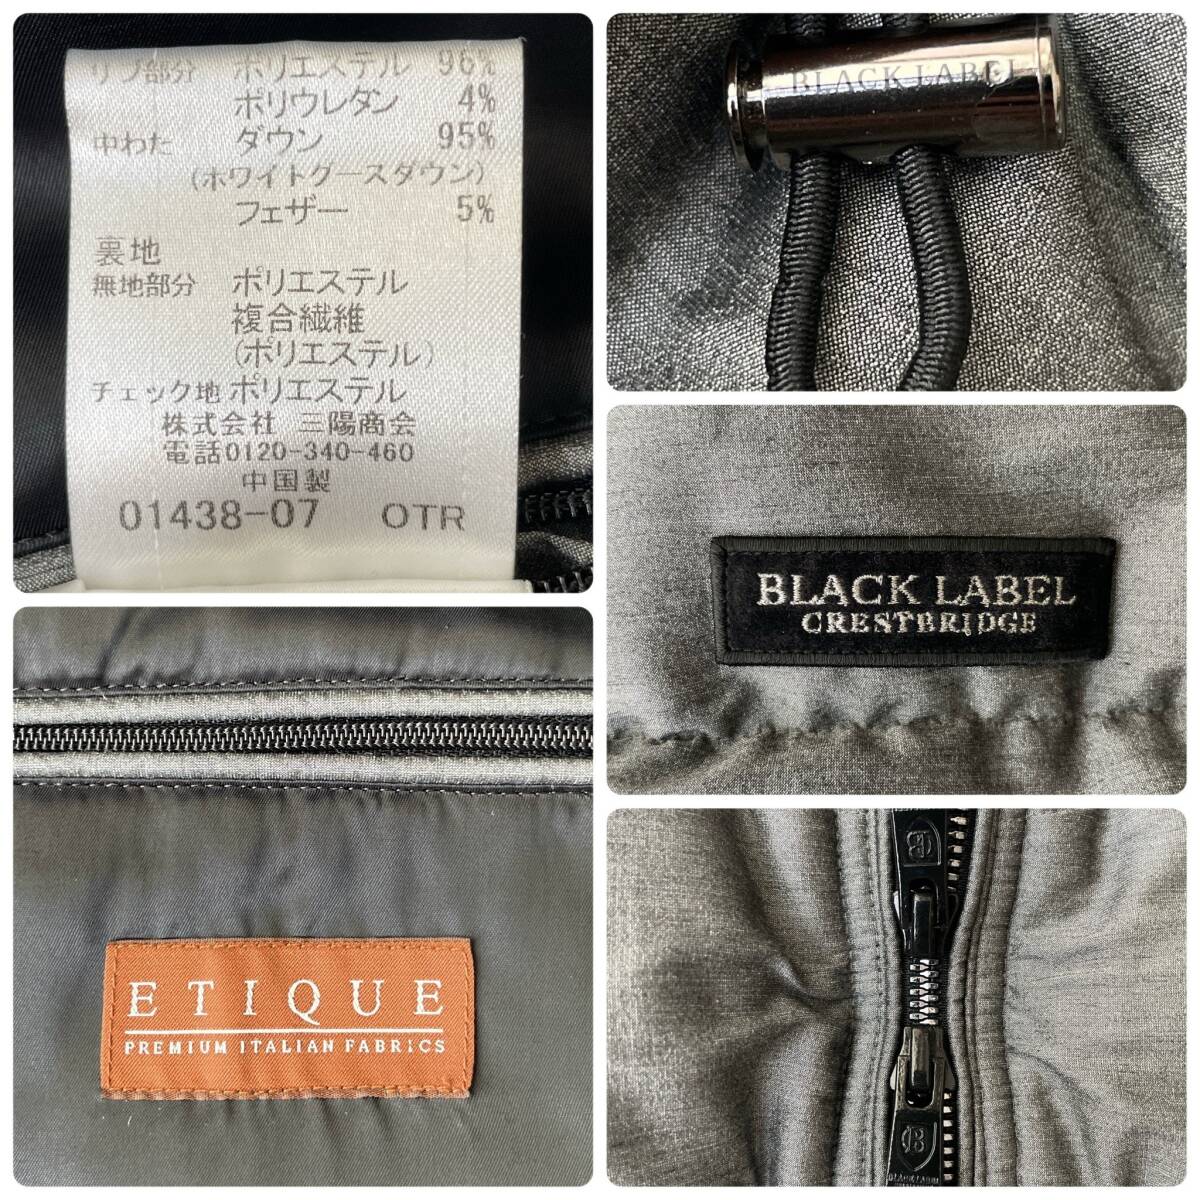 リブ部分 ポリエステル 96%
ポリウレタン 4%
中わた ダウン 95%
(ホワイトグースダウン)
フェザー 5%
裏地
無地部分 ポリエステル
複合繊維
(ポリエステル)
チェック地 ポリエステル
株式会社 三陽商会
電話0120-340-460
中国製
01438-07 OTR
BLACK LABEL
BLACK LABEL
CRESTBRIDGE
ETIQUE
PREMIUM ITALIAN FABRICS
BLACK LABEL